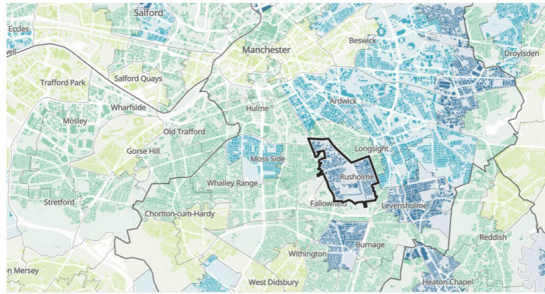 Salford
Eccles
Beswick
Manchester
Droylsden
Trafford Park
Salford Quays
Wharfside
Hulme
Ardwick
Mosley
Old Trafford
Gorse Hill
Longsight
Moss Side
Rusholme
Whalley Range
Stretford
Fallowfield
Levenshulme
Chorlton-cum-Hardy
Reddish
Burnage
Withington
on Mersey
West Didsbury
Heaton Chapel